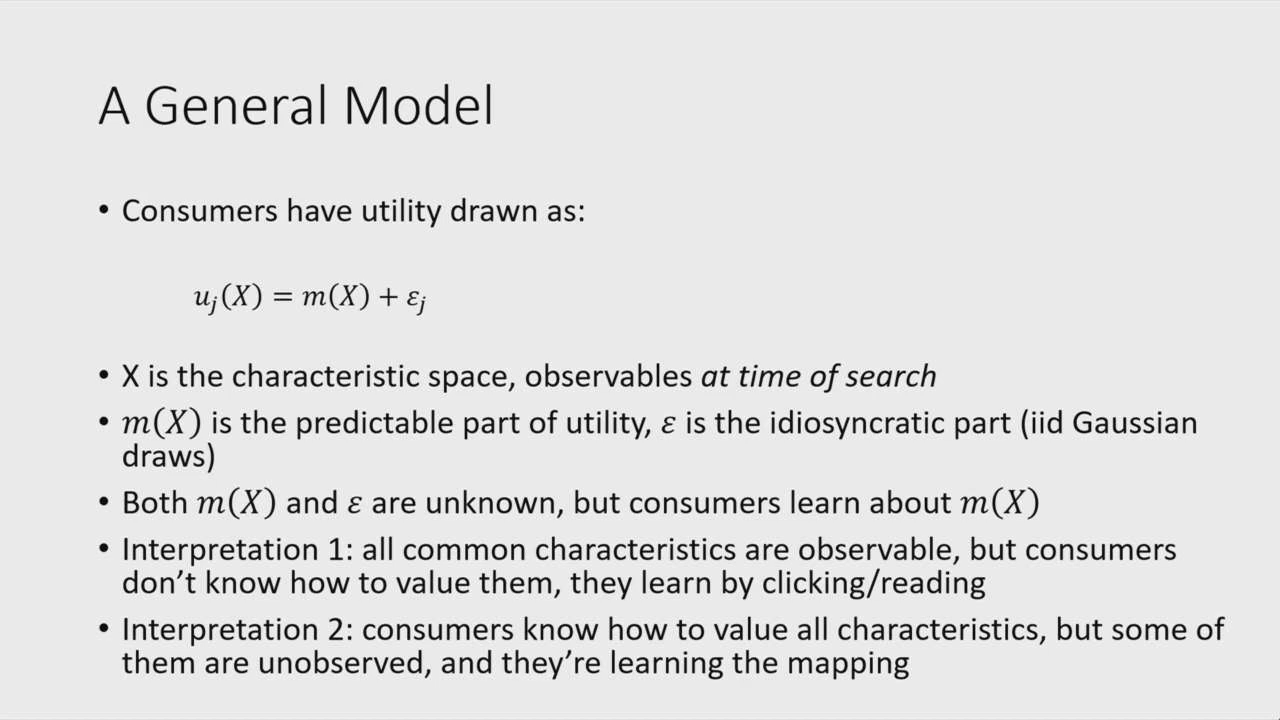 A General Model
• Consumers have utility drawn as:
$u_j(X) = m(X) + \varepsilon_j$
• X is the characteristic space, observables at time of search
• $m(X)$ is the predictable part of utility, $\varepsilon$ is the idiosyncratic part (iid Gaussian
draws)
• Both $m(X)$ and $\varepsilon$ are unknown, but consumers learn about $m(X)$
• Interpretation 1: all common characteristics are observable, but consumers
don’t know how to value them, they learn by clicking/reading
• Interpretation 2: consumers know how to value all characteristics, but some of
them are unobserved, and they’re learning the mapping